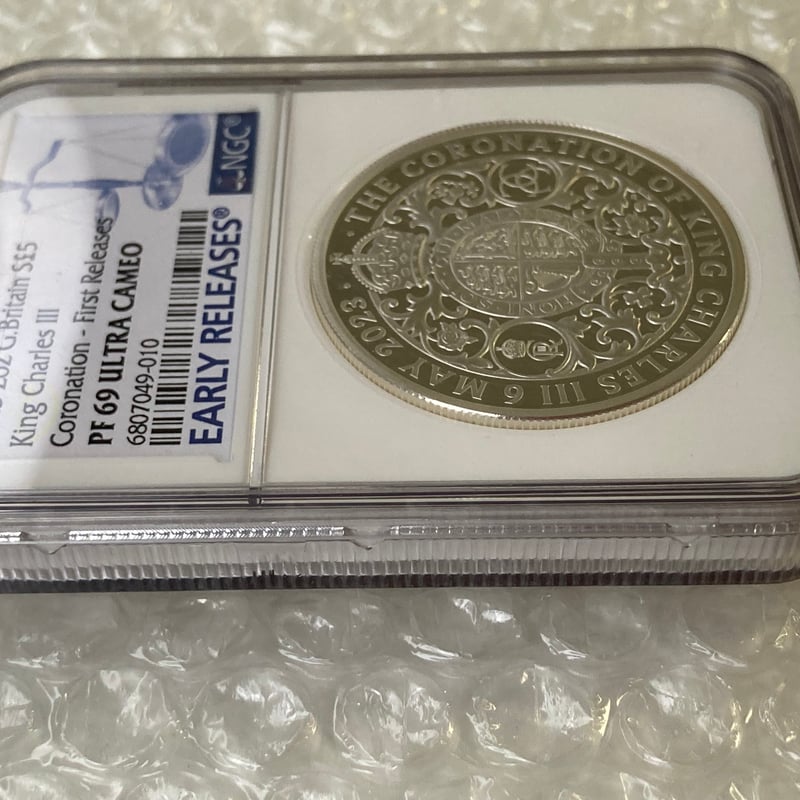 G.Britain S£5
King Charles III
Coronation - First Releases
PF 69 ULTRA CAMEO
6807049-010
EARLY RELEASES®
NGC®
· THE CORONATION OF KING CHARLES III 6 MAY 2023 ·